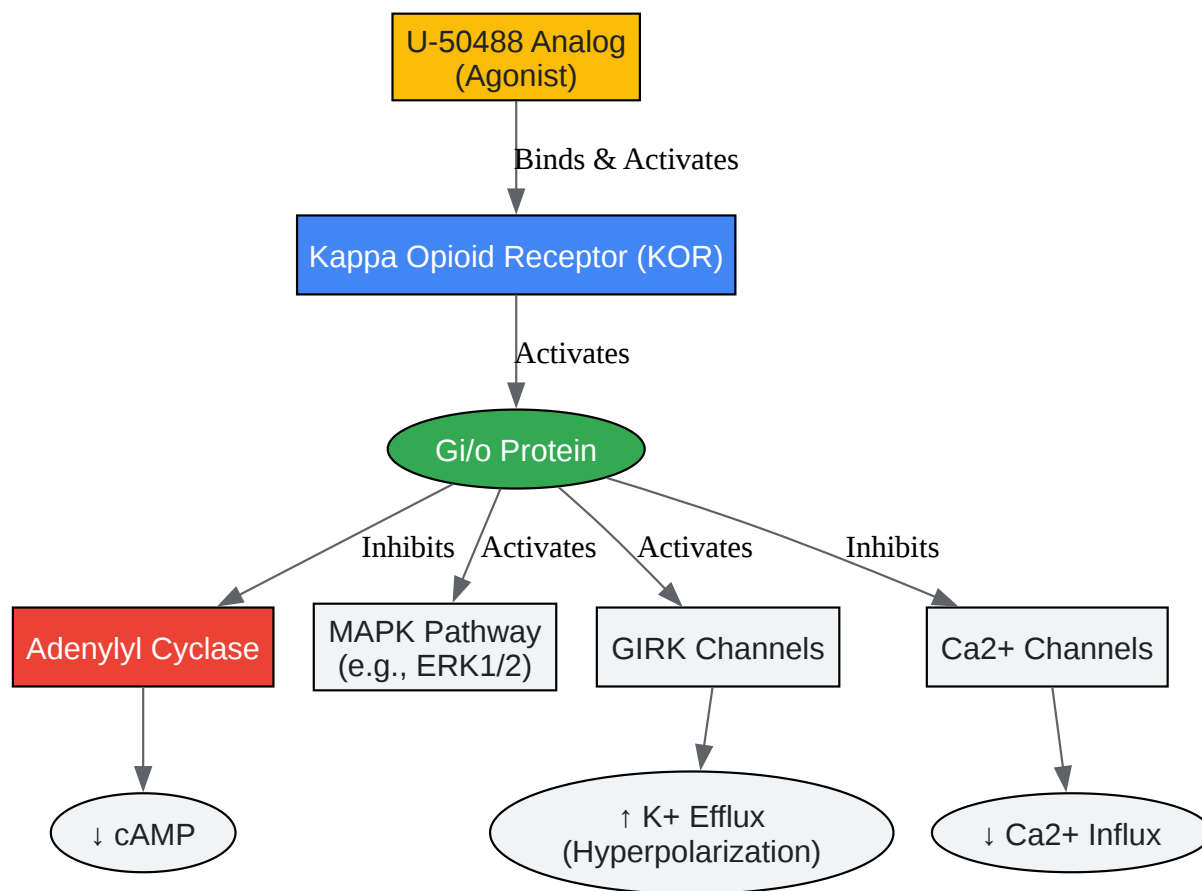 U-50488 Analog
(Agonist)
Binds & Activates
Kappa Opioid Receptor (KOR)
Activates
Gi/o Protein
Inhibits
Activates
Activates
Inhibits
Adenylyl Cyclase
MAPK Pathway
(e.g., ERK1/2)
GIRK Channels
Ca2+ Channels
↓ cAMP
↑ K+ Efflux
(Hyperpolarization)
↓ Ca2+ Influx